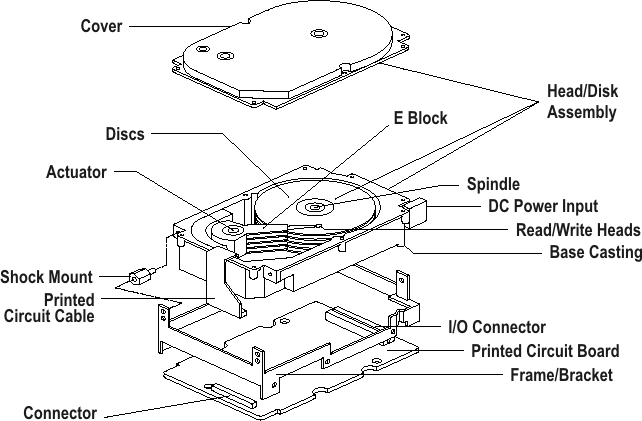 Cover
Head/Disk
Assembly
E Block
Discs
Actuator
Spindle
DC Power Input
Read/Write Heads
Base Casting
Shock Mount
Printed
Circuit Cable
I/O Connector
Printed Circuit Board
Frame/Bracket
Connector